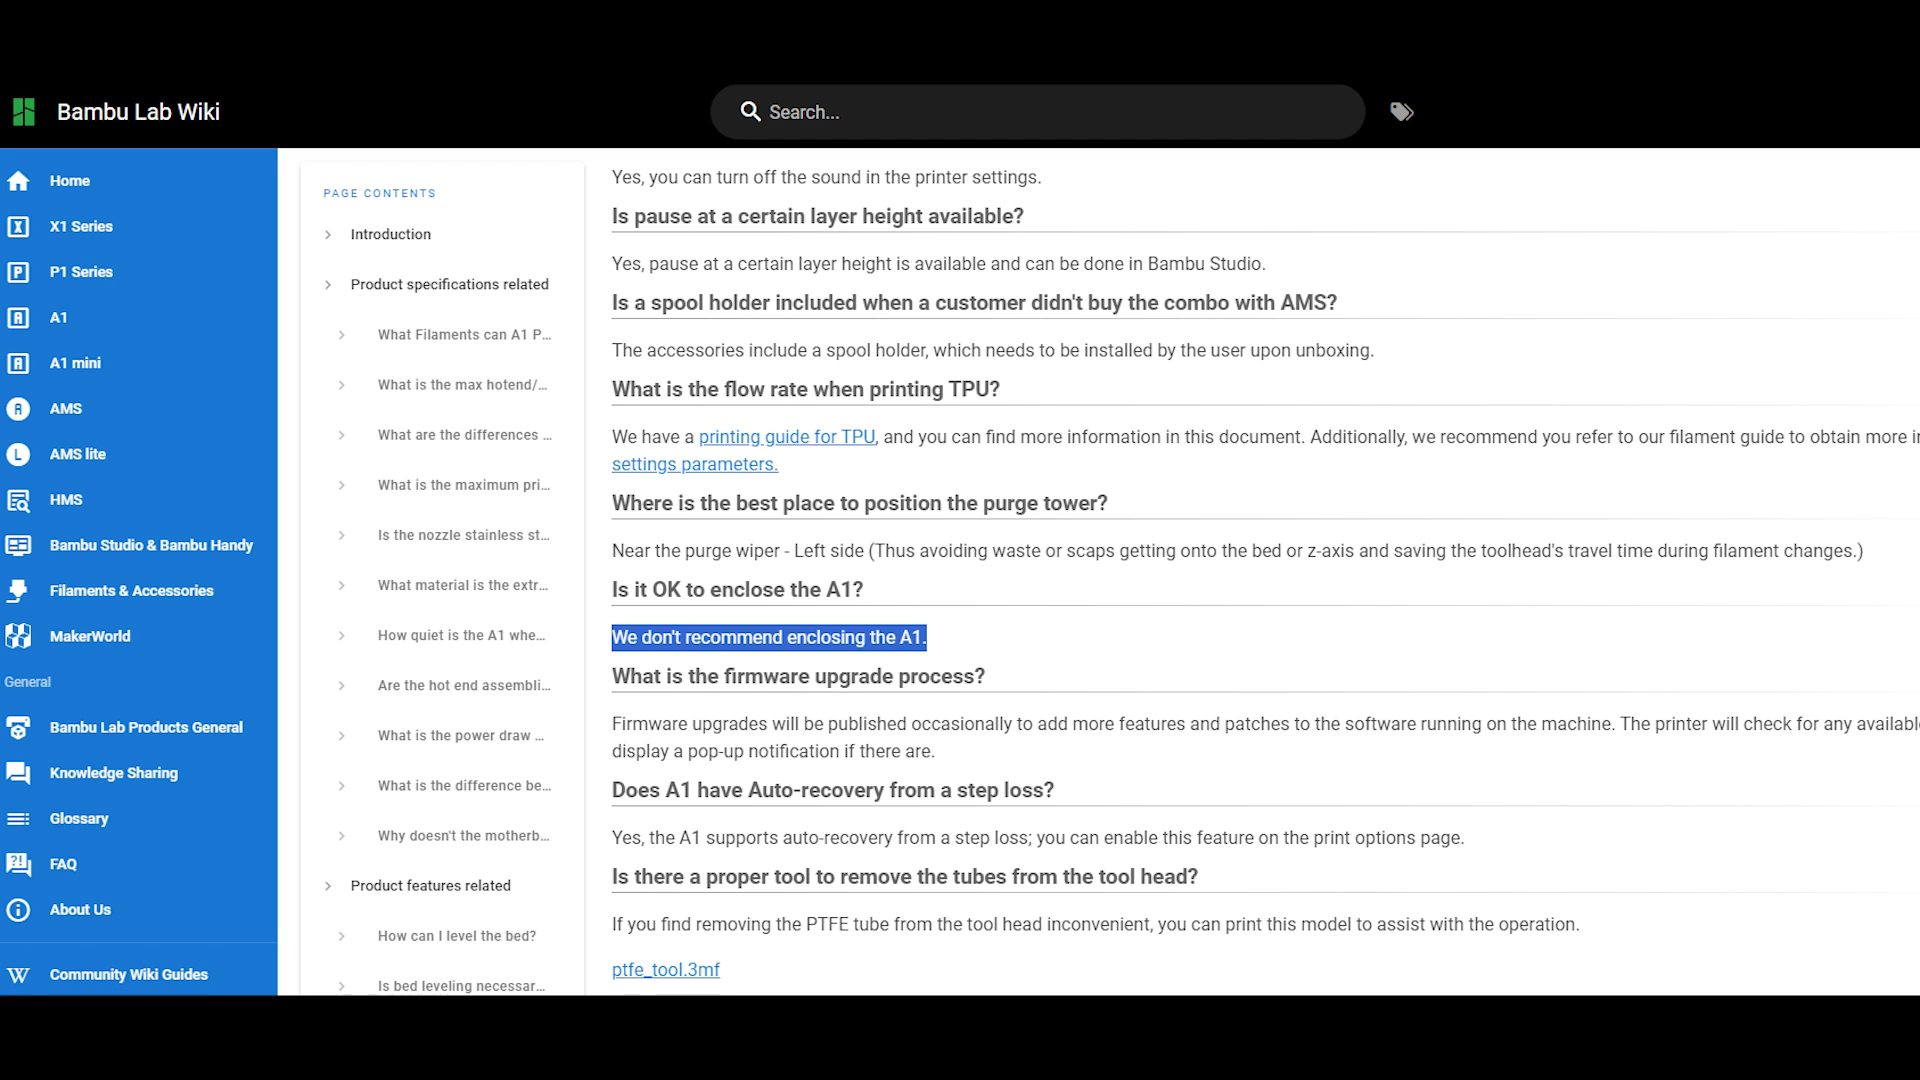 Bambu Lab Wiki
Search...
Home
X1 Series
P1 Series
A1
A1 mini
AMS
AMS lite
HMS
Bambu Studio & Bambu Handy
Filaments & Accessories
MakerWorld
General
Bambu Lab Products General
Knowledge Sharing
Glossary
FAQ
About Us
Community Wiki Guides
PAGE CONTENTS
Introduction
Product specifications related
What Filaments can A1 P...
What is the max hotend/...
What are the differences ...
What is the maximum pri...
Is the nozzle stainless st...
What material is the extr...
How quiet is the A1 whe...
Are the hot end assembli...
What is the power draw ...
What is the difference be...
Why doesn't the motherb...
Product features related
How can I level the bed?
Is bed leveling necessar...
Yes, you can turn off the sound in the printer settings.
Is pause at a certain layer height available?
Yes, pause at a certain layer height is available and can be done in Bambu Studio.
Is a spool holder included when a customer didn't buy the combo with AMS?
The accessories include a spool holder, which needs to be installed by the user upon unboxing.
What is the flow rate when printing TPU?
We have a printing guide for TPU, and you can find more information in this document. Additionally, we recommend you refer to our filament guide to obtain more
settings parameters.
Where is the best place to position the purge tower?
Near the purge wiper - Left side (Thus avoiding waste or scaps getting onto the bed or z-axis and saving the toolhead's travel time during filament changes.)
Is it OK to enclose the A1?
We don't recommend enclosing the A1.
What is the firmware upgrade process?
Firmware upgrades will be published occasionally to add more features and patches to the software running on the machine. The printer will check for any
display a pop-up notification if there are.
Does A1 have Auto-recovery from a step loss?
Yes, the A1 supports auto-recovery from a step loss; you can enable this feature on the print options page.
Is there a proper tool to remove the tubes from the tool head?
If you find removing the PTFE tube from the tool head inconvenient, you can print this model to assist with the operation.
ptfe_tool.3mf